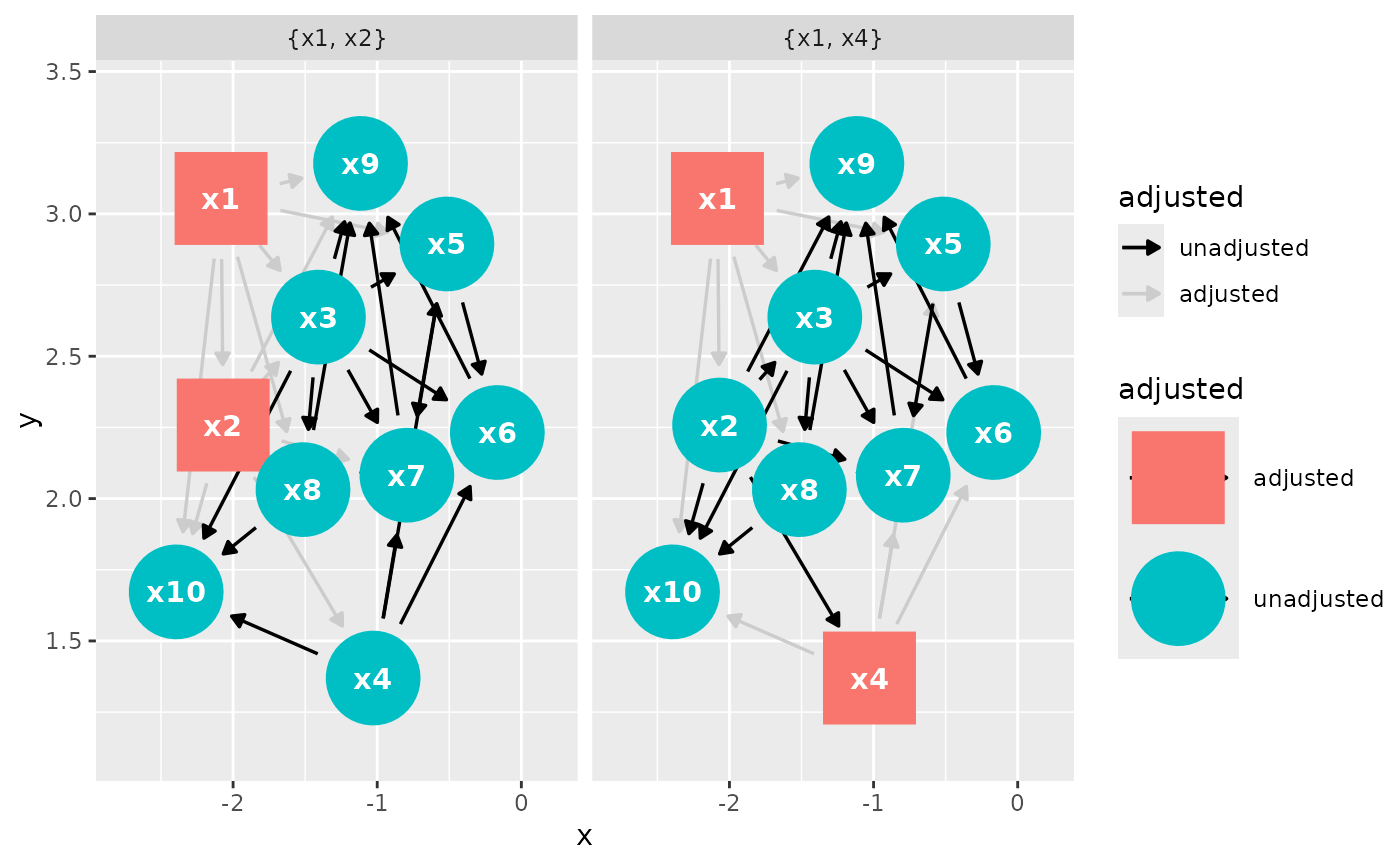 {x1, x2}
{x1, x4}
3.5
3.0
2.5
2.0
1.5
y
x1
x9
x5
x3
x2
x6
x7
x8
x10
x4
x1
x9
x5
x3
x2
x6
x7
x8
x10
x4
-2
-1
0
-2
-1
0
x
adjusted
unadjusted
adjusted
adjusted
adjusted
unadjusted